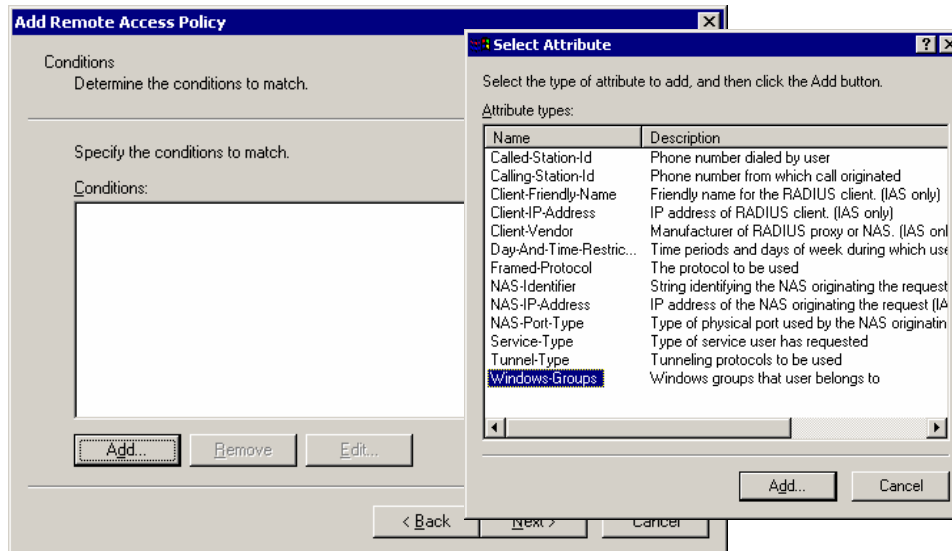 Add Remote Access Policy
Conditions
Determine the conditions to match.
Specify the conditions to match.
Conditions:
Add...
Remove
Edit...
< Back
Next >
Cancel
Select Attribute
Select the type of attribute to add, and then click the Add button.
Attribute types:
Name Description
Called-Station-Id Phone number dialed by user
Calling-Station-Id Phone number from which call originated
Client-Friendly-Name Friendly name for the RADIUS client. (IAS only)
Client-IP-Address IP address of RADIUS client. (IAS only)
Client-Vendor Manufacturer of RADIUS proxy or NAS. (IAS onl
Day-And-Time-Restric... Time periods and days of week during which use
Framed-Protocol The protocol to be used
NAS-Identifier String identifying the NAS originating the request
NAS-IP-Address IP address of the NAS originating the request (IA
NAS-Port-Type Type of physical port used by the NAS originatin
Service-Type Type of service user has requested
Tunnel-Type Tunneling protocols to be used
Windows-Groups Windows groups that user belongs to
Add...
Cancel